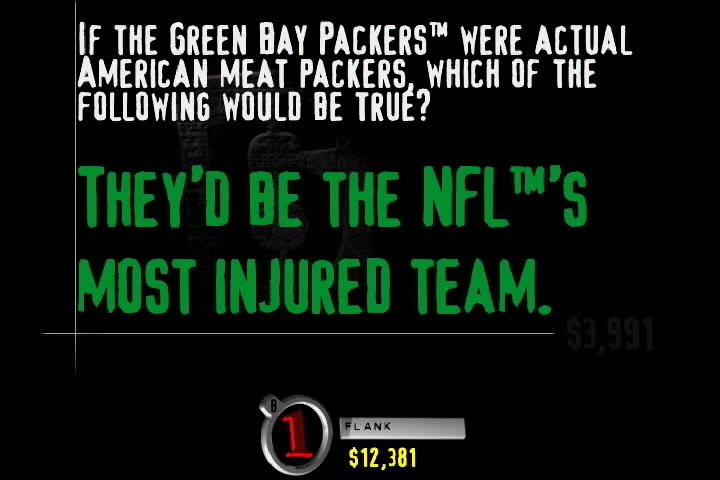 If the Green Bay Packers™ were actual
American meat packers, which of the
following would be true?
They'd be the NFL™'s
most injured team.
$3,991
8
1
FLANK
$12,381